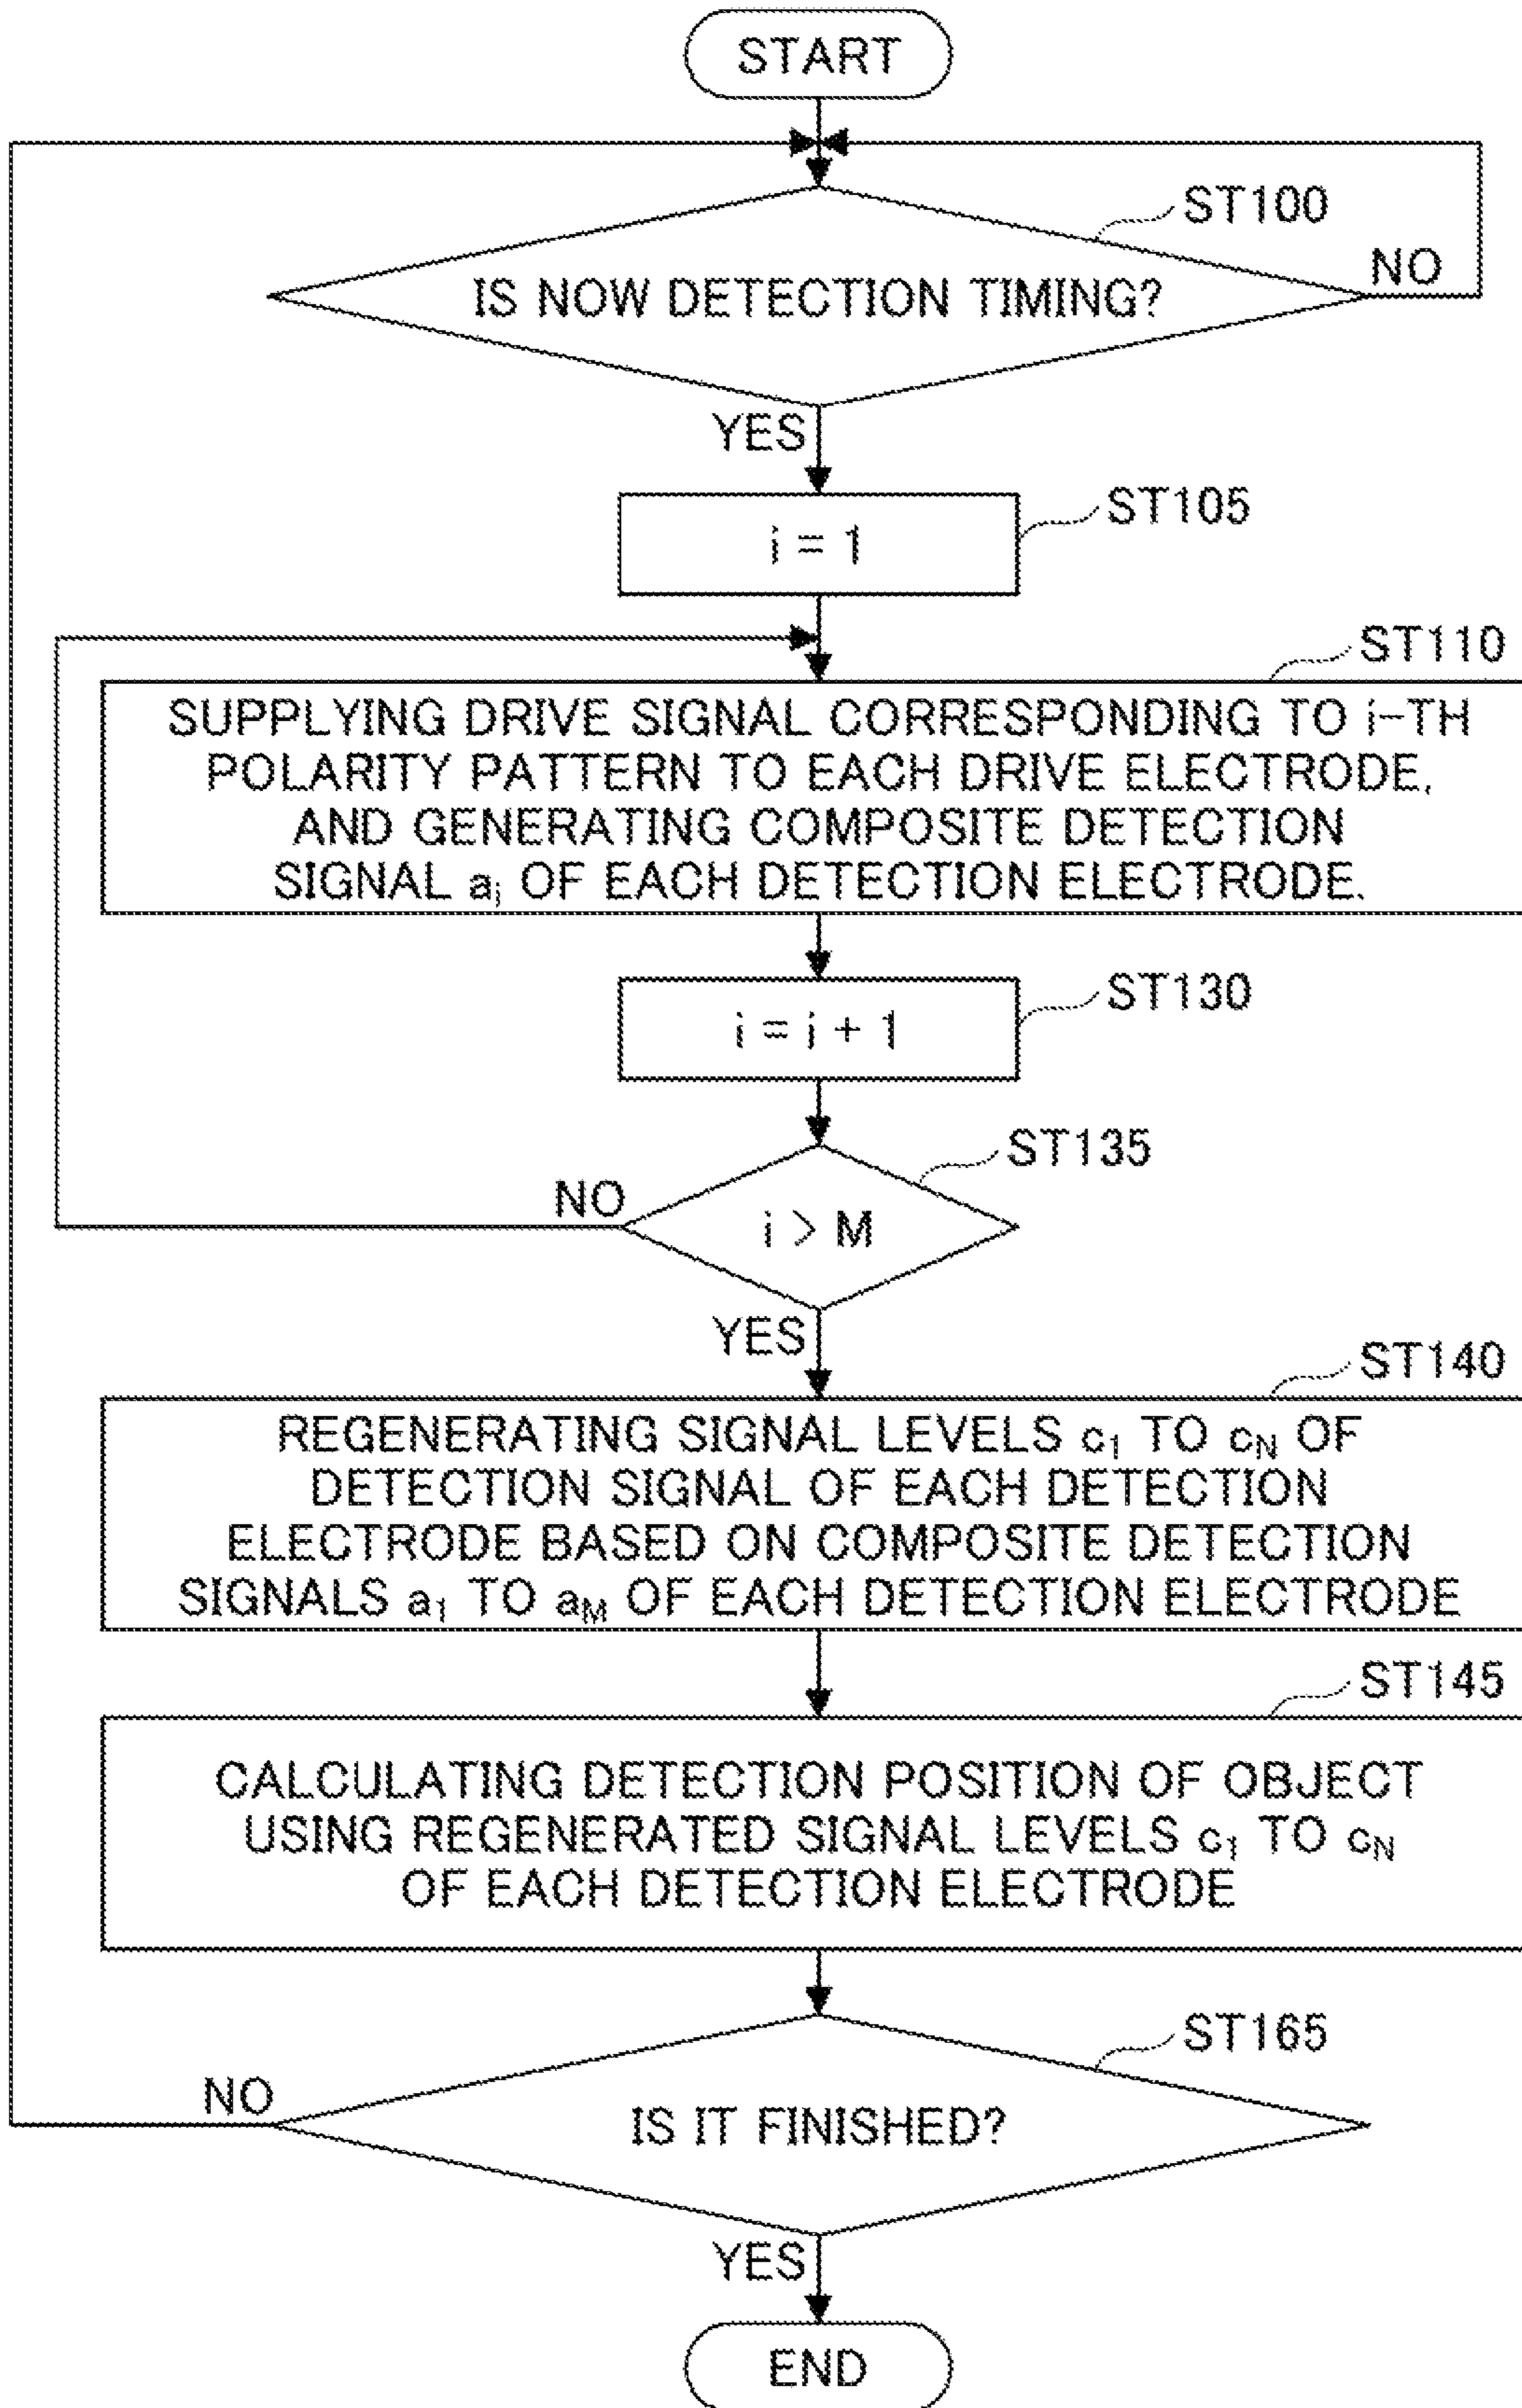 START
ST100
IS NOW DETECTION TIMING?
NO
YES
ST105
i = 1
ST110
SUPPLYING DRIVE SIGNAL CORRESPONDING TO i-TH
POLARITY PATTERN TO EACH DRIVE ELECTRODE,
AND GENERATING COMPOSITE DETECTION
SIGNAL aᵢ OF EACH DETECTION ELECTRODE.
ST130
i = i + 1
ST135
NO
i > M
YES
ST140
REGENERATING SIGNAL LEVELS c₁ TO c_N OF
DETECTION SIGNAL OF EACH DETECTION
ELECTRODE BASED ON COMPOSITE DETECTION
SIGNALS a₁ TO a_M OF EACH DETECTION ELECTRODE
ST145
CALCULATING DETECTION POSITION OF OBJECT
USING REGENERATED SIGNAL LEVELS c₁ TO c_N
OF EACH DETECTION ELECTRODE
ST165
NO
IS IT FINISHED?
YES
END